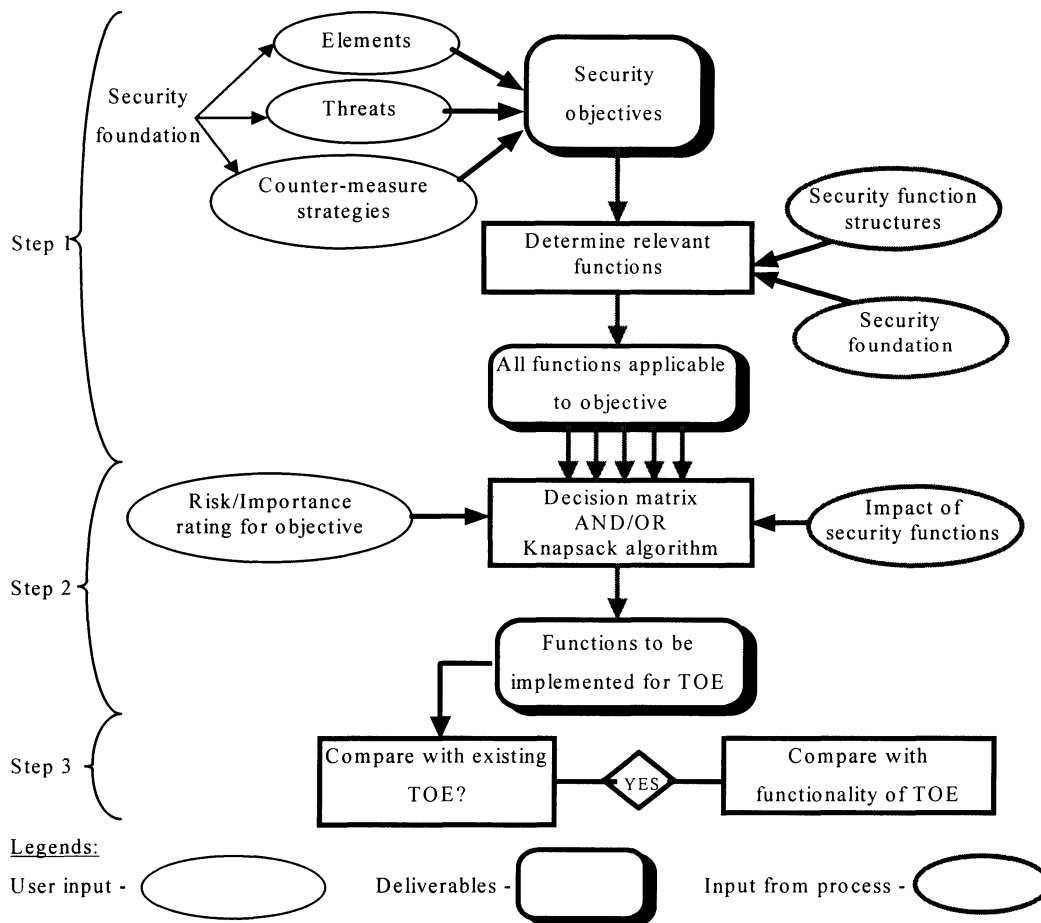 Elements
Security
foundation
Threats
Counter-measure
strategies
Security
objectives
Step 1
Determine relevant
functions
Security function
structures
Security
foundation
All functions applicable
to objective
Risk/Importance
rating for objective
Decision matrix
AND/OR
Knapsack algorithm
Impact of
security functions
Step 2
Functions to be
implemented for TOE
Step 3
Compare with existing
TOE?
YES
Compare with
functionality of TOE
Legends:
User input -
Deliverables -
Input from process -